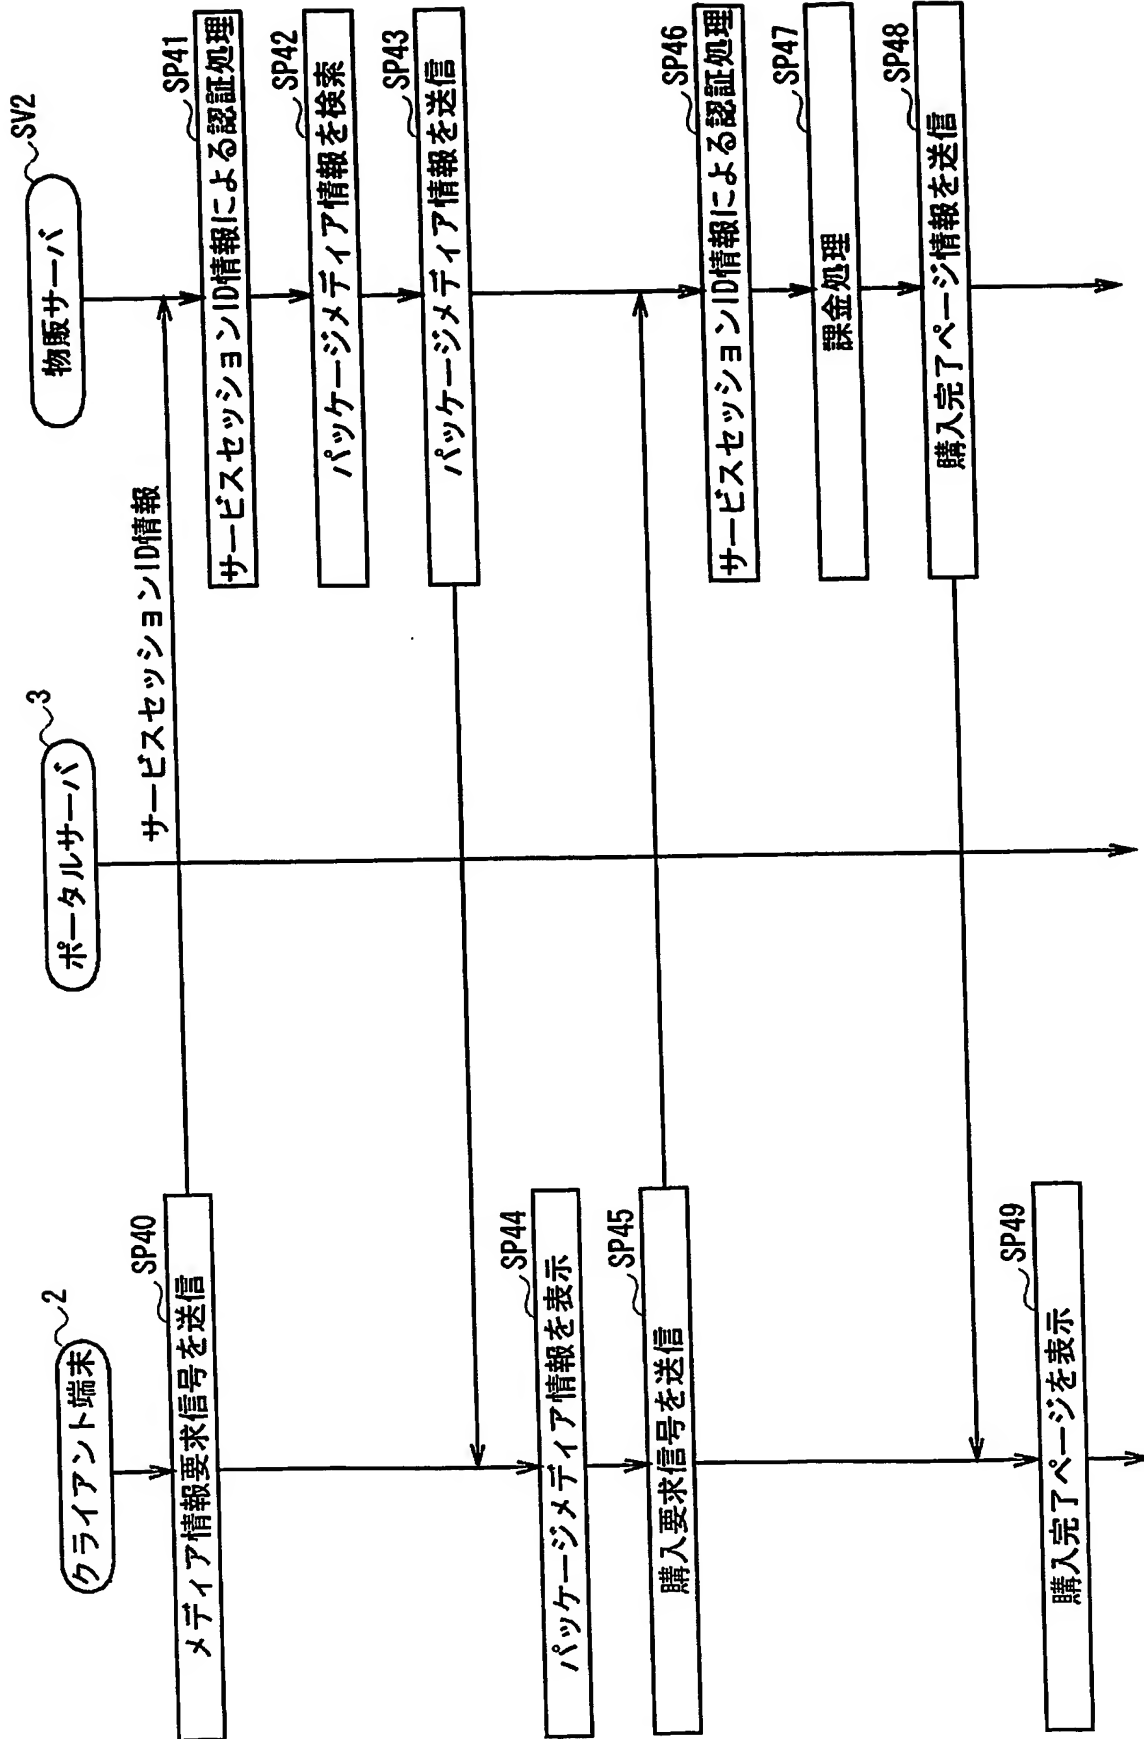 クライアント端末
2
ポータルサーバ
3
物販サーバ
SV2
メディア情報要求信号を送信
SP40
サービスセッションID情報
サービスセッションID情報による認証処理
SP41
パッケージメディア情報を検索
SP42
パッケージメディア情報を送信
SP43
パッケージメディア情報を表示
SP44
購入要求信号を送信
SP45
サービスセッションID情報による認証処理
SP46
課金処理
SP47
購入完了ページ情報を送信
SP48
購入完了ページを表示
SP49